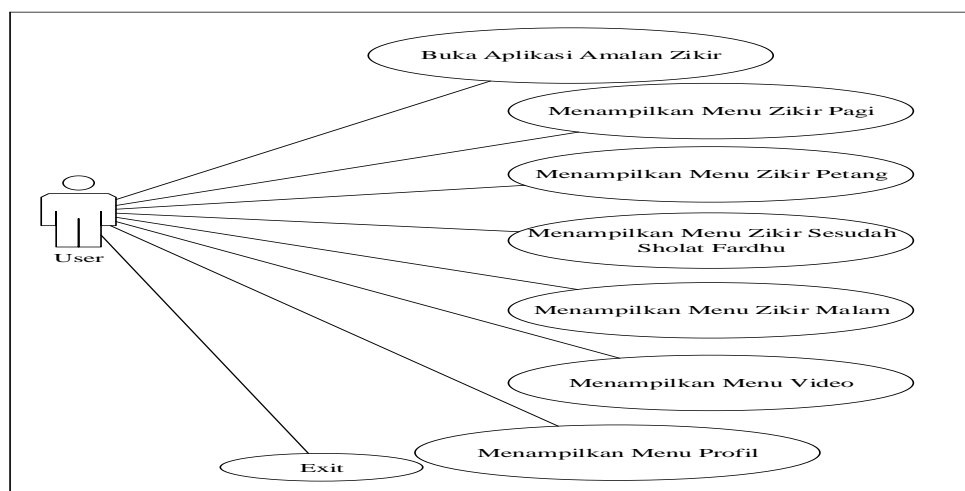 Buka Aplikasi Amalan Zikir
Menampilkan Menu Zikir Pagi
Menampilkan Menu Zikir Petang
Menampilkan Menu Zikir Sesudah
Sholat Fardhu
User
Menampilkan Menu Zikir Malam
Menampilkan Menu Video
Menampilkan Menu Profil
Exit